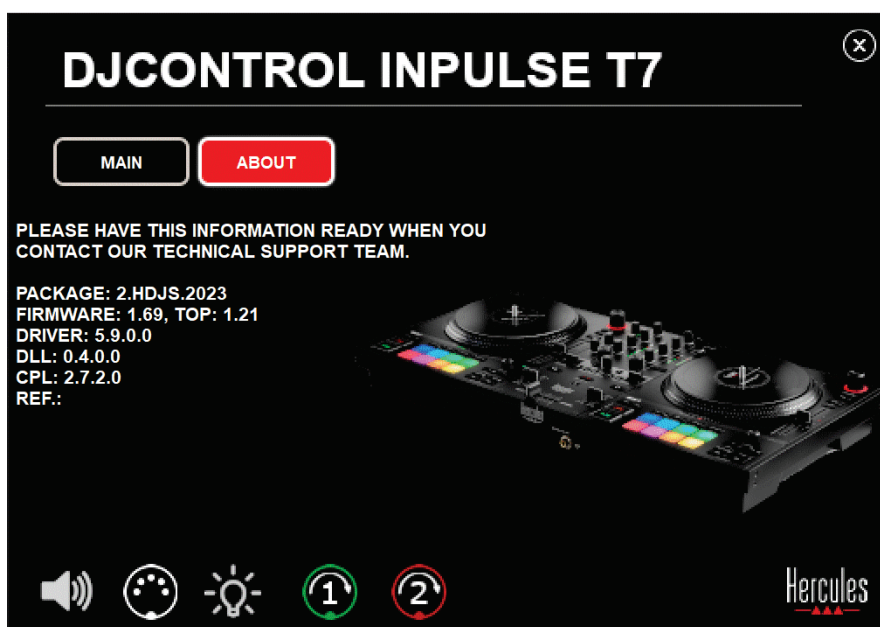 DJCONTROL INPULSE T7
MAIN
ABOUT
PLEASE HAVE THIS INFORMATION READY WHEN YOU
CONTACT OUR TECHNICAL SUPPORT TEAM.
PACKAGE: 2.HDJS.2023
FIRMWARE: 1.69, TOP: 1.21
DRIVER: 5.9.0.0
DLL: 0.4.0.0
CPL: 2.7.2.0
REF.:
1
2
Hercules